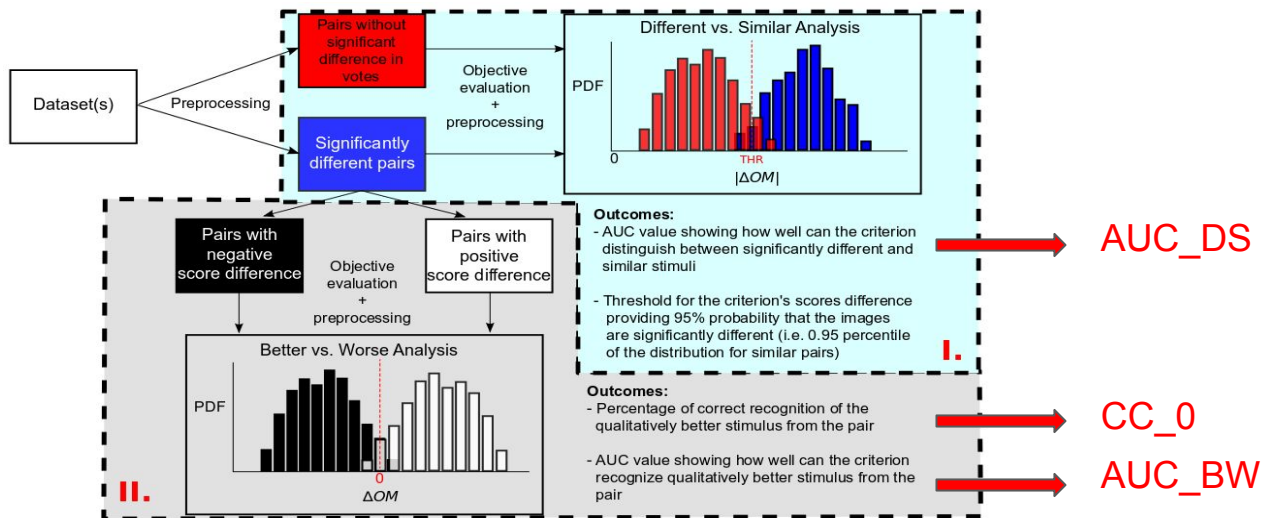 Dataset(s)
Preprocessing
Pairs without
significant
difference in
votes
Significantly
different pairs
Objective
evaluation
+
preprocessing
Different vs. Similar Analysis
PDF
0
THR
|ΔOM|
Outcomes:
- AUC value showing how well can the criterion
distinguish between significantly different and
similar stimuli
- Threshold for the criterion's scores difference
providing 95% probability that the images
are significantly different (i.e. 0.95 percentile
of the distribution for similar pairs)
I.
AUC_DS
Pairs with
negative
score difference
Objective
evaluation
+
preprocessing
Pairs with
positive
score difference
Better vs. Worse Analysis
PDF
0
ΔOM
II.
Outcomes:
- Percentage of correct recognition of the
qualitatively better stimulus from the pair
- AUC value showing how well can the criterion
recognize qualitatively better stimulus from the
pair
CC_0
AUC_BW